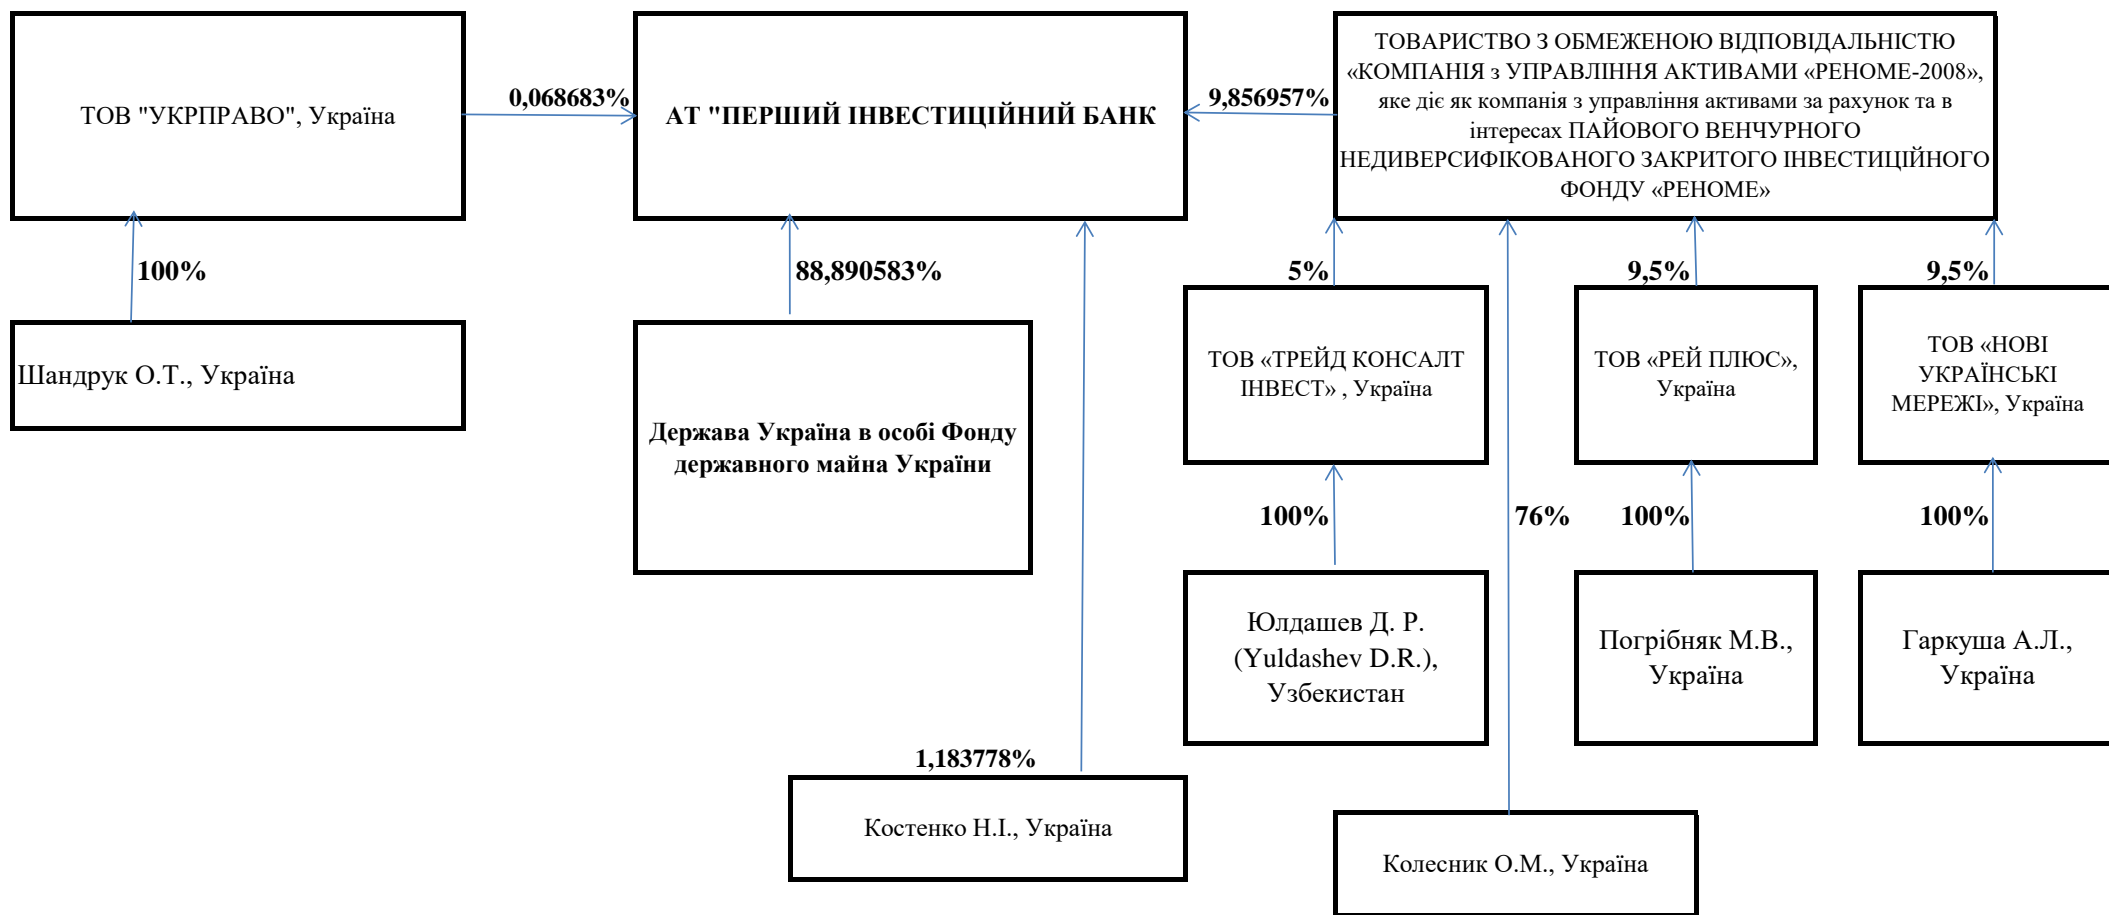 ТОВ "УКРПРАВО", Україна
0,068683%
АТ "ПЕРШИЙ ІНВЕСТИЦІЙНИЙ БАНК
9,856957%
ТОВАРИСТВО З ОБМЕЖЕНОЮ ВІДПОВІДАЛЬНІСТЮ
«КОМПАНІЯ з УПРАВЛІННЯ АКТИВАМИ «РЕНОМЕ-2008»,
яке діє як компанія з управління активами за рахунок та в
інтересах ПАЙОВОГО ВЕНЧУРНОГО
НЕДИВЕРСИФІКОВАНОГО ЗАКРИТОГО ІНВЕСТИЦІЙНОГО
ФОНДУ «РЕНОМЕ»
100%
88,890583%
5%
9,5%
9,5%
Шандрук О.Т., Україна
Держава Україна в особі Фонду
державного майна України
ТОВ «ТРЕЙД КОНСАЛТ
ІНВЕСТ» , Україна
ТОВ «РЕЙ ПЛЮС»,
Україна
ТОВ «НОВІ
УКРАЇНСЬКІ
МЕРЕЖІ», Україна
100%
76%
100%
100%
Юлдашев Д. Р.
(Yuldashev D.R.),
Узбекистан
Погрібняк М.В.,
Україна
Гаркуша А.Л.,
Україна
1,183778%
Костенко Н.І., Україна
Колесник О.М., Україна